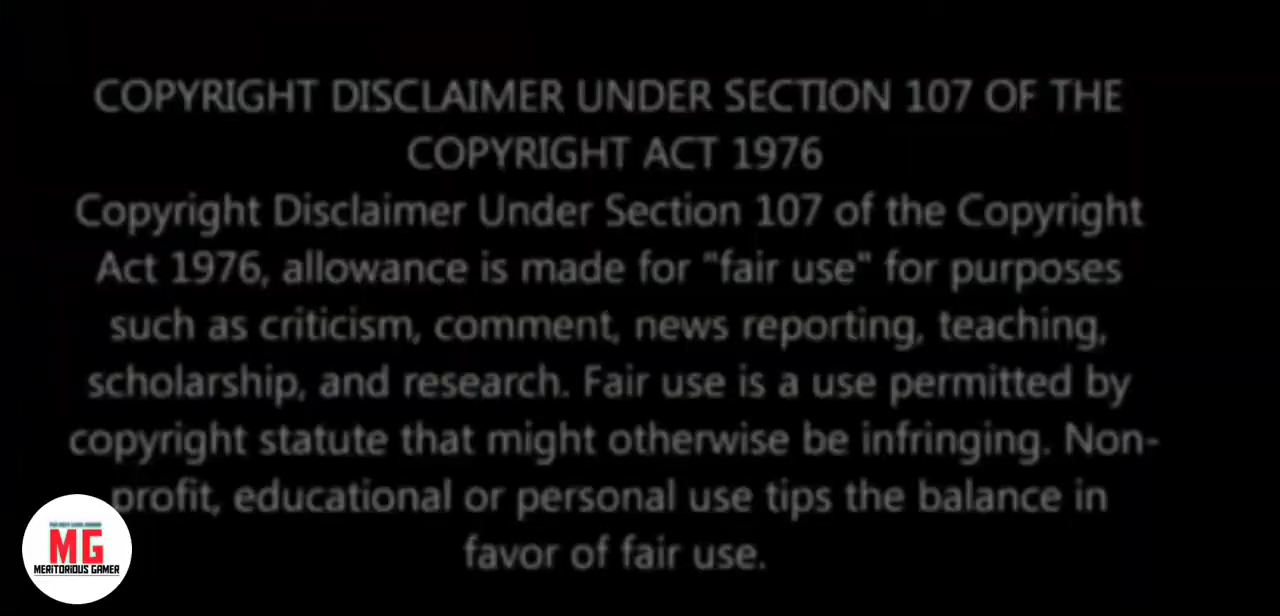 COPYRIGHT DISCLAIMER UNDER SECTION 107 OF THE
COPYRIGHT ACT 1976
Copyright Disclaimer Under Section 107 of the Copyright
Act 1976, allowance is made for "fair use" for purposes
such as criticism, comment, news reporting, teaching,
scholarship, and research. Fair use is a use permitted by
copyright statute that might otherwise be infringing. Non-
profit, educational or personal use tips the balance in
favor of fair use.
MG
MERITORIOUS GAMER